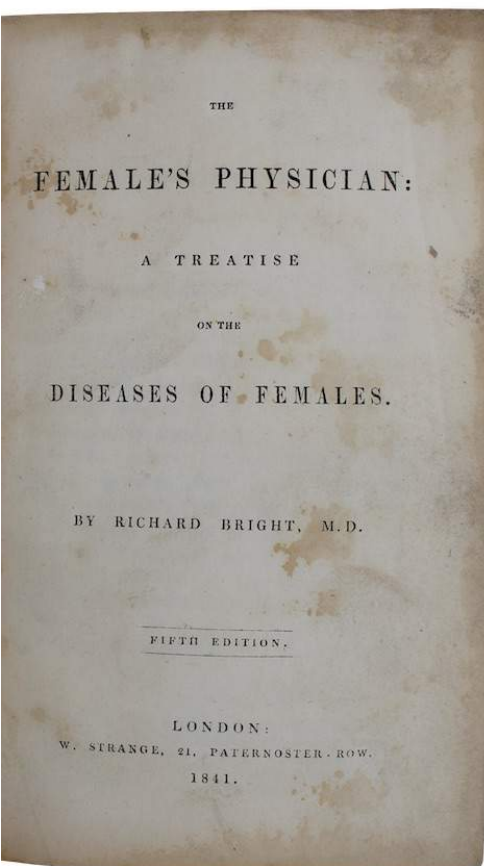 THE
FEMALE'S PHYSICIAN:
A TREATISE
ON THE
DISEASES OF FEMALES.
BY RICHARD BRIGHT, M.D.
FIFTH EDITION.
LONDON:
W. STRANGE, 21, PATERNOSTER-ROW.
1841.